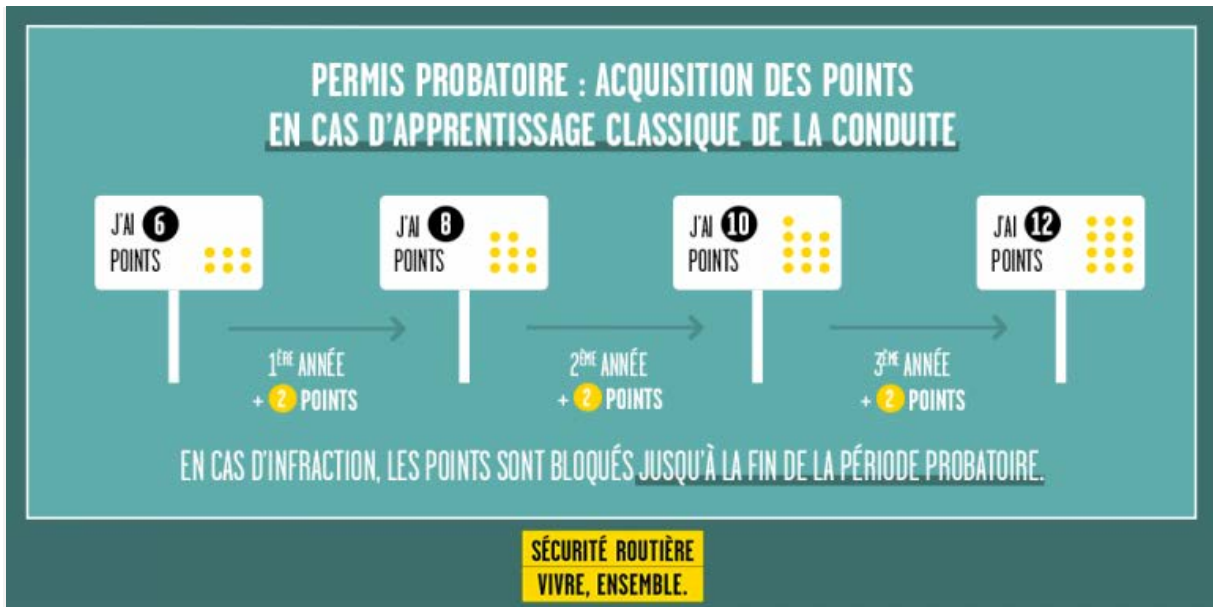 PERMIS PROBATOIRE : ACQUISITION DES POINTS
EN CAS D'APPRENTISSAGE CLASSIQUE DE LA CONDUITE
J'AI 6
POINTS
J'AI 8
POINTS
J'AI 10
POINTS
J'AI 12
POINTS
1ÈRE ANNÉE
+ 2 POINTS
2ÈME ANNÉE
+ 2 POINTS
3ÈME ANNÉE
+ 2 POINTS
EN CAS D'INFRACTION, LES POINTS SONT BLOQUÉS JUSQU'À LA FIN DE LA PÉRIODE PROBATOIRE.
SÉCURITÉ ROUTIÈRE
VIVRE, ENSEMBLE.